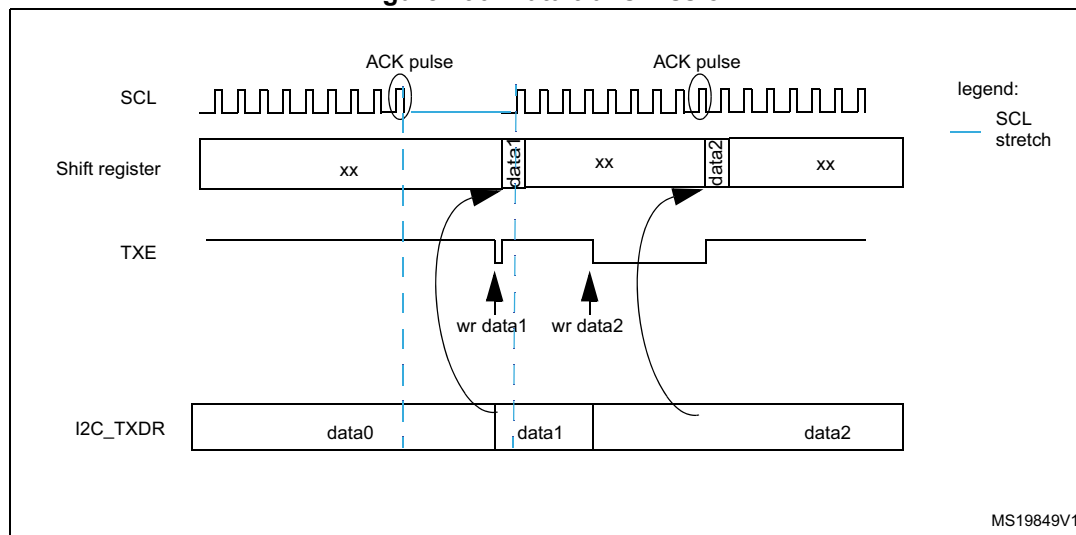 ACK pulse ACK pulse
SCL
legend:
SCL
stretch
Shift register
xx
data1
xx
data2
xx
TXE
wr data1 wr data2
I2C_TXDR
data0
data1
data2
MS19849V1